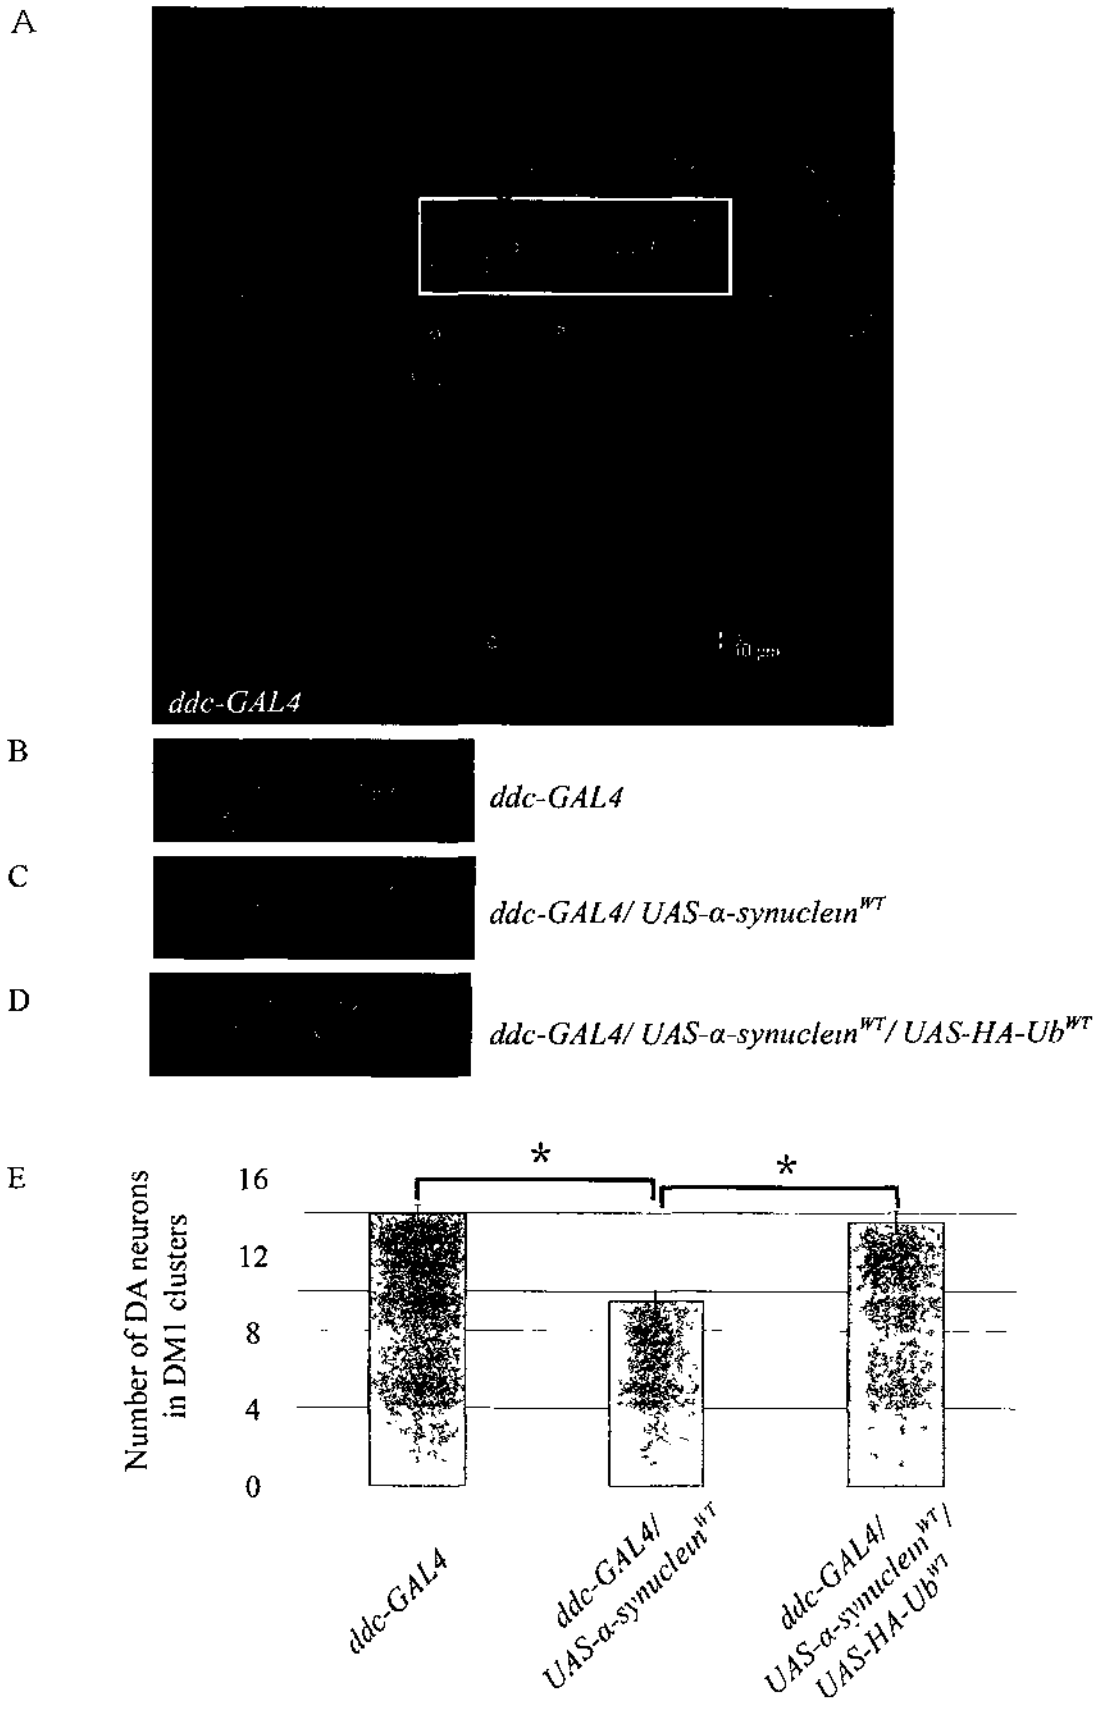 A
10 µm
ddc-GAL4
B
ddc-GAL4
C
ddc-GAL4/ UAS-α-synuclein^WT
D
ddc-GAL4/ UAS-α-synuclein^WT/ UAS-HA-Ub^WT
E
Number of DA neurons
in DM1 clusters
16
12
8
4
0
*
*
ddc-GAL4
ddc-GAL4/
UAS-α-synuclein^WT
ddc-GAL4/
UAS-α-synuclein^WT/
UAS-HA-Ub^WT